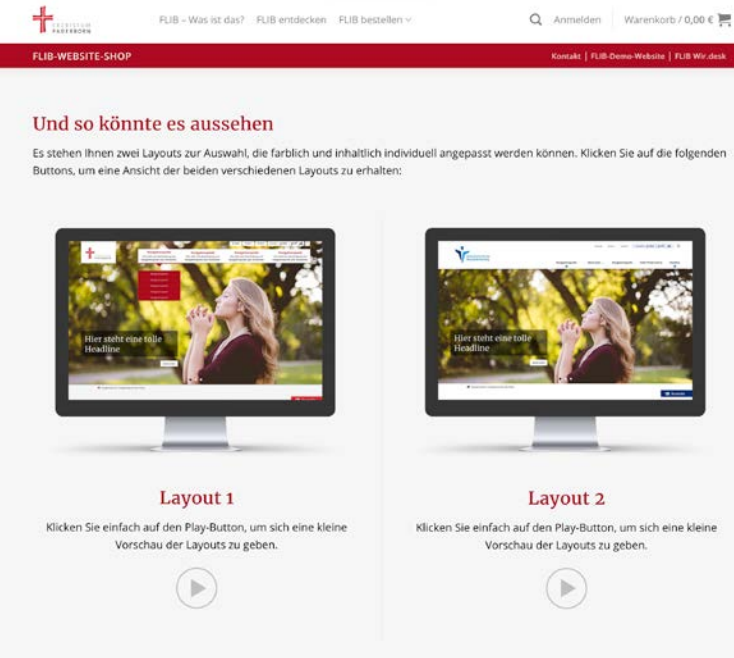 ERZBISTUM
PADERBORN
FLIB – Was ist das? FLIB entdecken FLIB bestellen
Anmelden Warenkorb / 0,00 €
FLIB-WEBSITE-SHOP
Kontakt | FLIB-Demo-Website | FLIB Wir.desk
Und so könnte es aussehen
Es stehen Ihnen zwei Layouts zur Auswahl, die farblich und inhaltlich individuell angepasst werden können. Klicken Sie auf die folgenden
Buttons, um eine Ansicht der beiden verschiedenen Layouts zu erhalten:
Hier steht eine tolle
Headline
Hier steht eine tolle
Headline
Layout 1
Klicken Sie einfach auf den Play-Button, um sich eine kleine
Vorschau der Layouts zu geben.
Layout 2
Klicken Sie einfach auf den Play-Button, um sich eine kleine
Vorschau der Layouts zu geben.